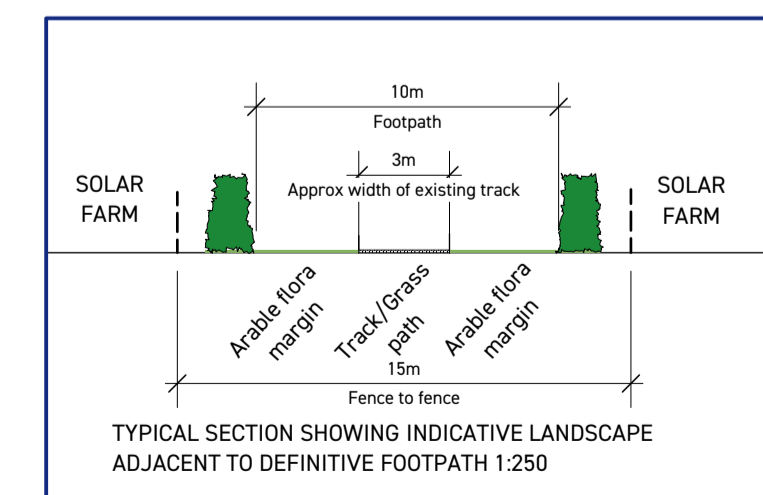 10m
Footpath
3m
Approx width of existing track
SOLAR
FARM
SOLAR
FARM
Arable flora
margin
Track/Grass
path
Arable flora
margin
15m
Fence to fence
TYPICAL SECTION SHOWING INDICATIVE LANDSCAPE
ADJACENT TO DEFINITIVE FOOTPATH 1:250